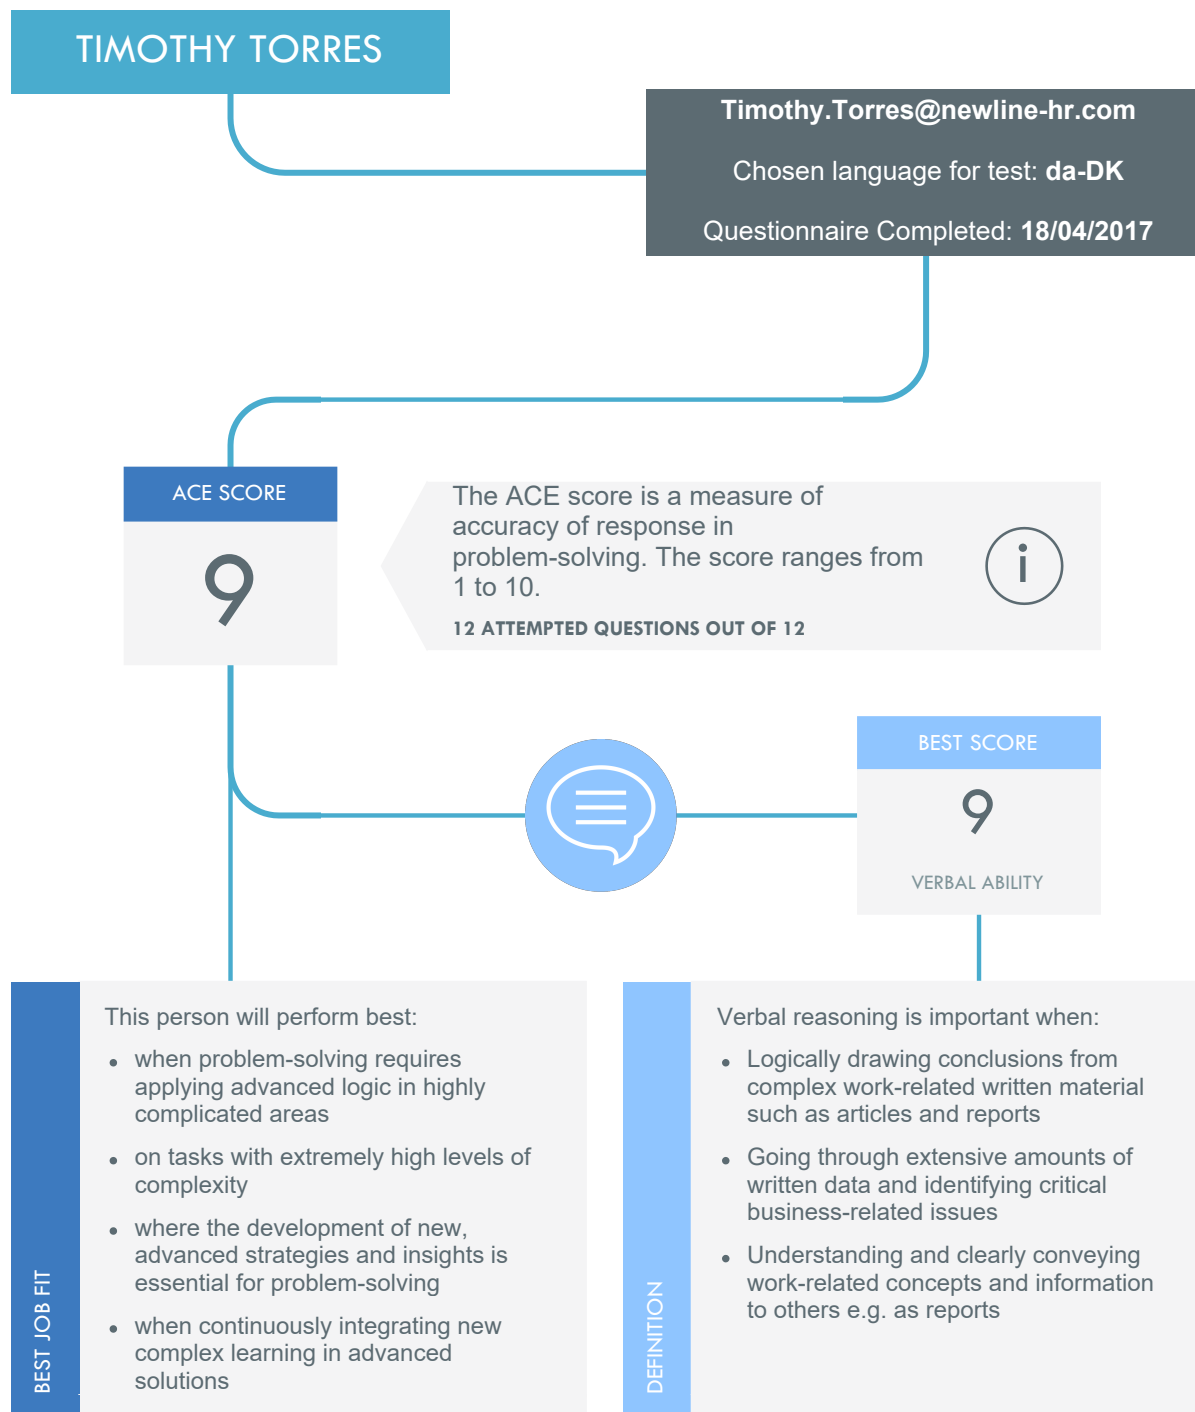 TIMOTHY TORRES
Timothy.Torres@newline-hr.com
Chosen language for test: da-DK
Questionnaire Completed: 18/04/2017
ACE SCORE
9
The ACE score is a measure of
accuracy of response in
problem-solving. The score ranges from
1 to 10.
12 ATTEMPTED QUESTIONS OUT OF 12
i
BEST SCORE
9
VERBAL ABILITY
BEST JOB FIT
This person will perform best:
• when problem-solving requires
applying advanced logic in highly
complicated areas
• on tasks with extremely high levels of
complexity
• where the development of new,
advanced strategies and insights is
essential for problem-solving
• when continuously integrating new
complex learning in advanced
solutions
DEFINITION
Verbal reasoning is important when:
• Logically drawing conclusions from
complex work-related written material
such as articles and reports
• Going through extensive amounts of
written data and identifying critical
business-related issues
• Understanding and clearly conveying
work-related concepts and information
to others e.g. as reports